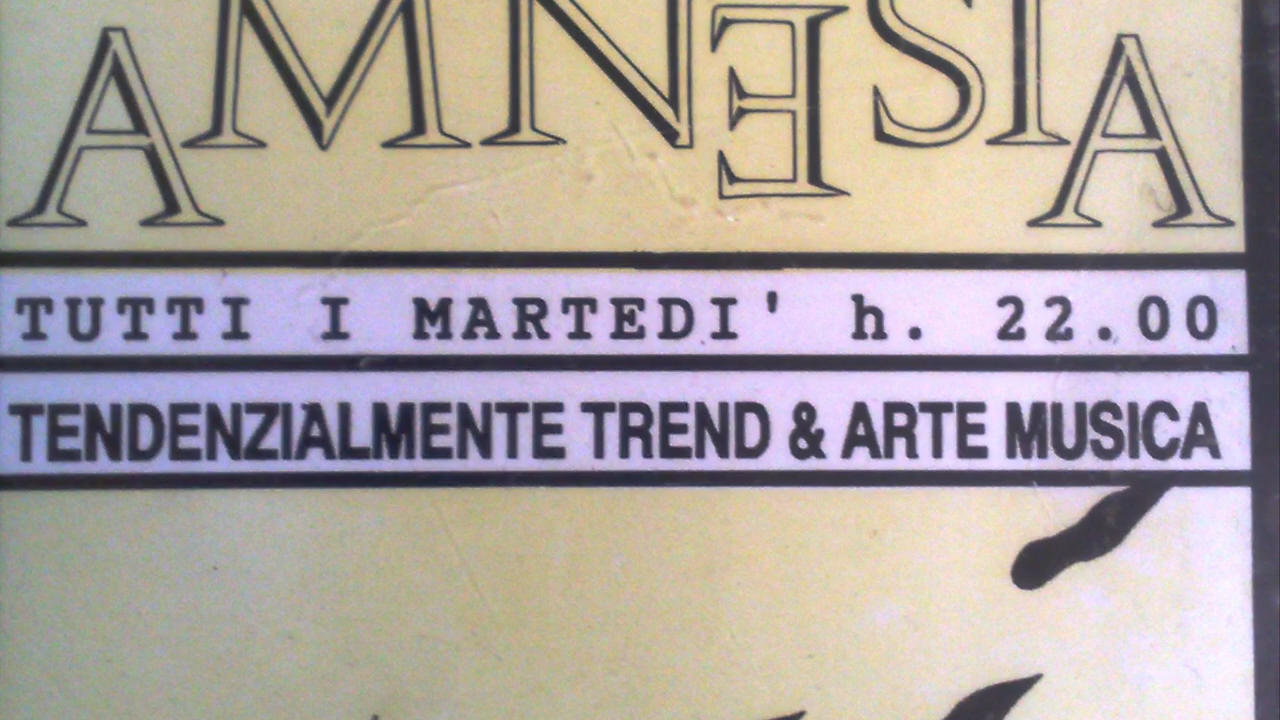 AMNESIA
TUTTI I MARTEDI' h. 22.00
TENDENZIALMENTE TREND & ARTE MUSICA